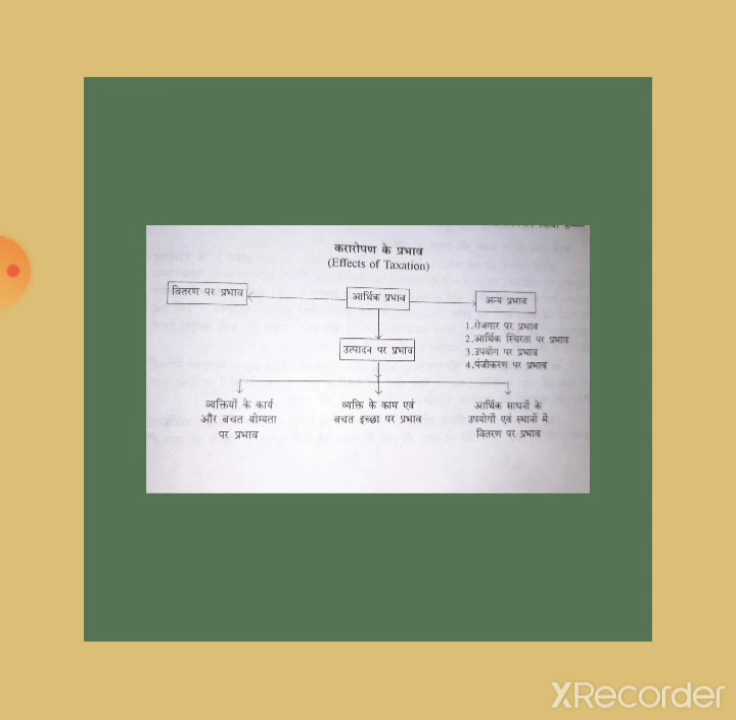 करारोपण के प्रभाव
(Effects of Taxation)
वितरण पर प्रभाव
आर्थिक प्रभाव
अन्य प्रभाव
1.रोजगार पर प्रभाव
2.आर्थिक स्थिरता पर प्रभाव
3.उपयोग पर प्रभाव
4.पंजीकरण पर प्रभाव
उत्पादन पर प्रभाव
व्यक्तियों के कार्य
और बचत योग्यता
पर प्रभाव
व्यक्ति के काम एवं
बचत इच्छा पर प्रभाव
आर्थिक साधनों के
उपयोगों एवं स्थानों में
वितरण पर प्रभाव
XRecorder